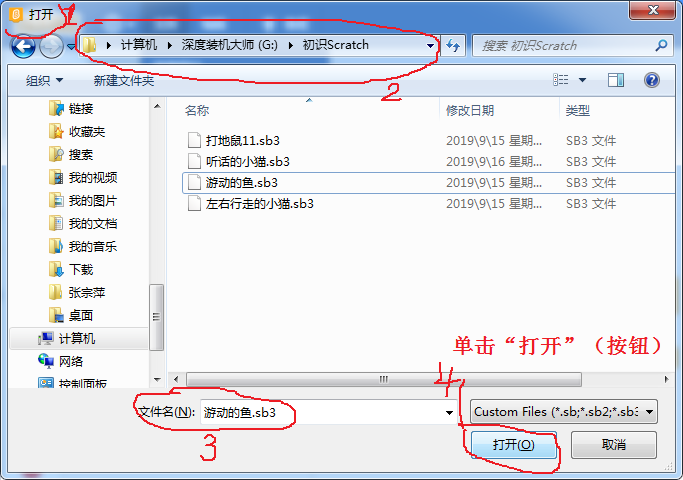 打开 1
计算机 深度装机大师 (G:) 初识Scratch
搜索 初识Scratch
2
组织 新建文件夹
链接
收藏夹
搜索
我的视频
我的图片
我的文档
我的音乐
下载
张宗萍
桌面
计算机
网络
控制面板
名称 修改日期 类型
打地鼠11.sb3 2019\9\15 星期... SB3 文件
听话的小猫.sb3 2019\9\16 星期... SB3 文件
游动的鱼.sb3 2019\9\15 星期... SB3 文件
左右行走的小猫.sb3 2019\9\15 星期... SB3 文件
单击“打开”（按钮）
4
文件名(N): 游动的鱼.sb3
Custom Files (*.sb;*.sb2;*.sb3
3
打开(O) 取消